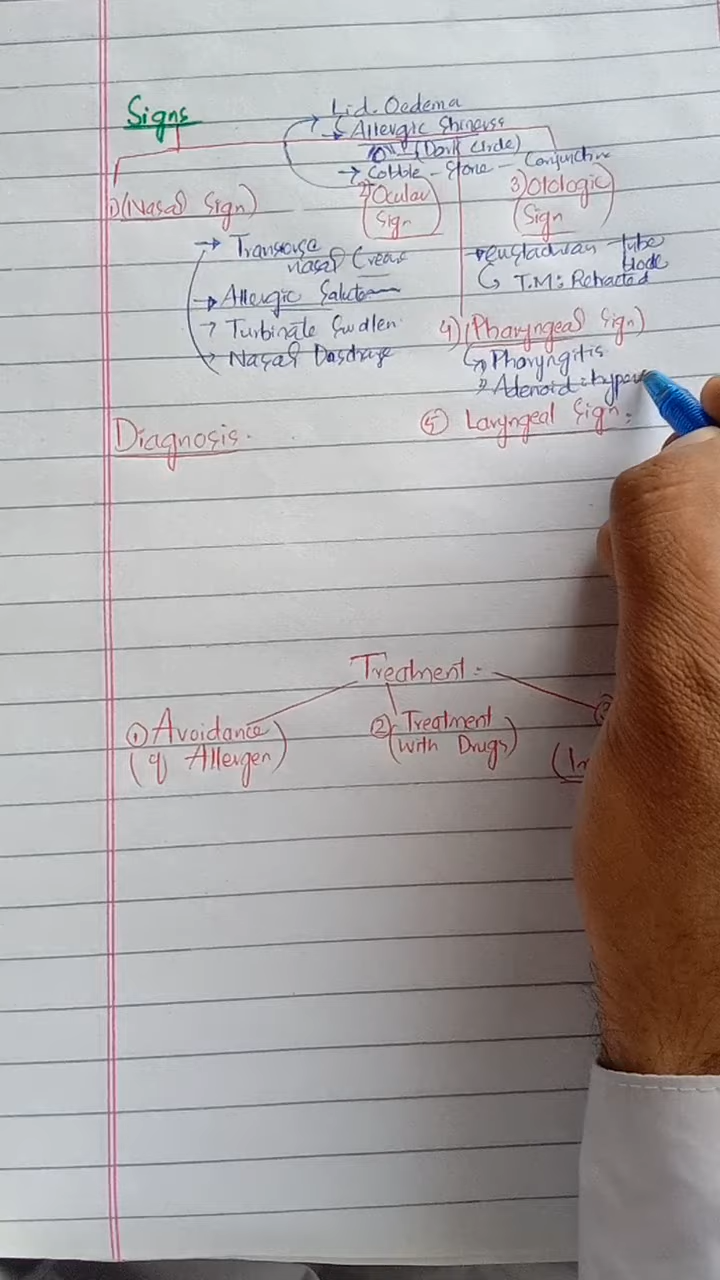 Signs
Lid. Oedema
→ Allergic Shiners
(Dark Circle)
→ Cobble - Stone - Conjunctiva
1) (Nasal Sign)
→ Transverse
nasal Crease
→ Allergic Salute
→ Turbinate Swollen
→ Nasal Discharge
2) Ocular
(Sign)
3) Otologic
(Sign)
Eustachian tube
block
T.M: Retracted
4) (Pharyngeal Sign)
→ Pharyngitis
Adenoid: hyper
⑤ Laryngeal Sign:
Diagnosis.
Treatment:-
① Avoidance
(of Allergen)
② Treatment
(with Drugs)